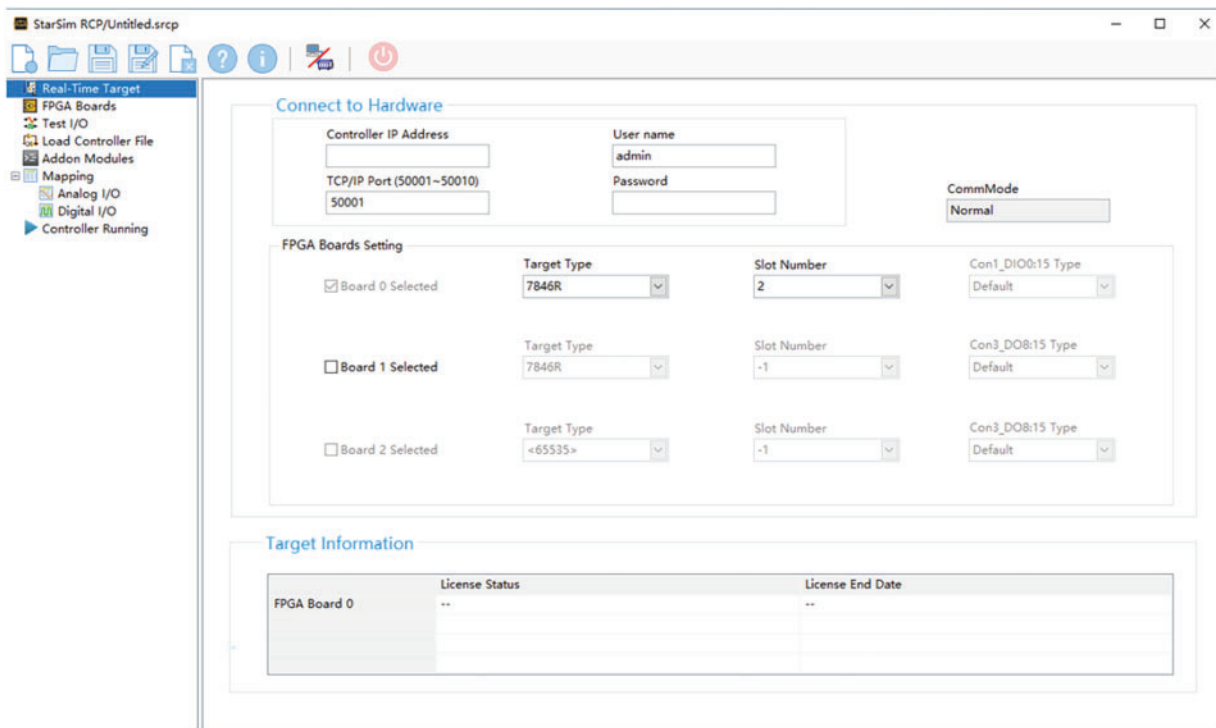 StarSim RCP/Untitled.srcp
Real-Time Target
FPGA Boards
Test I/O
Load Controller File
Addon Modules
Mapping
Analog I/O
Digital I/O
Controller Running
Connect to Hardware
Controller IP Address User name
admin
TCP/IP Port (50001~50010) Password
50001
CommMode
Normal
FPGA Boards Setting
Target Type Slot Number Con1_DIO0:15 Type
Board 0 Selected 7846R 2 Default
Target Type Slot Number Con3_DO8:15 Type
Board 1 Selected 7846R -1 Default
Target Type Slot Number Con3_DO8:15 Type
Board 2 Selected <65535> -1 Default
Target Information
License Status License End Date
FPGA Board 0 -- --